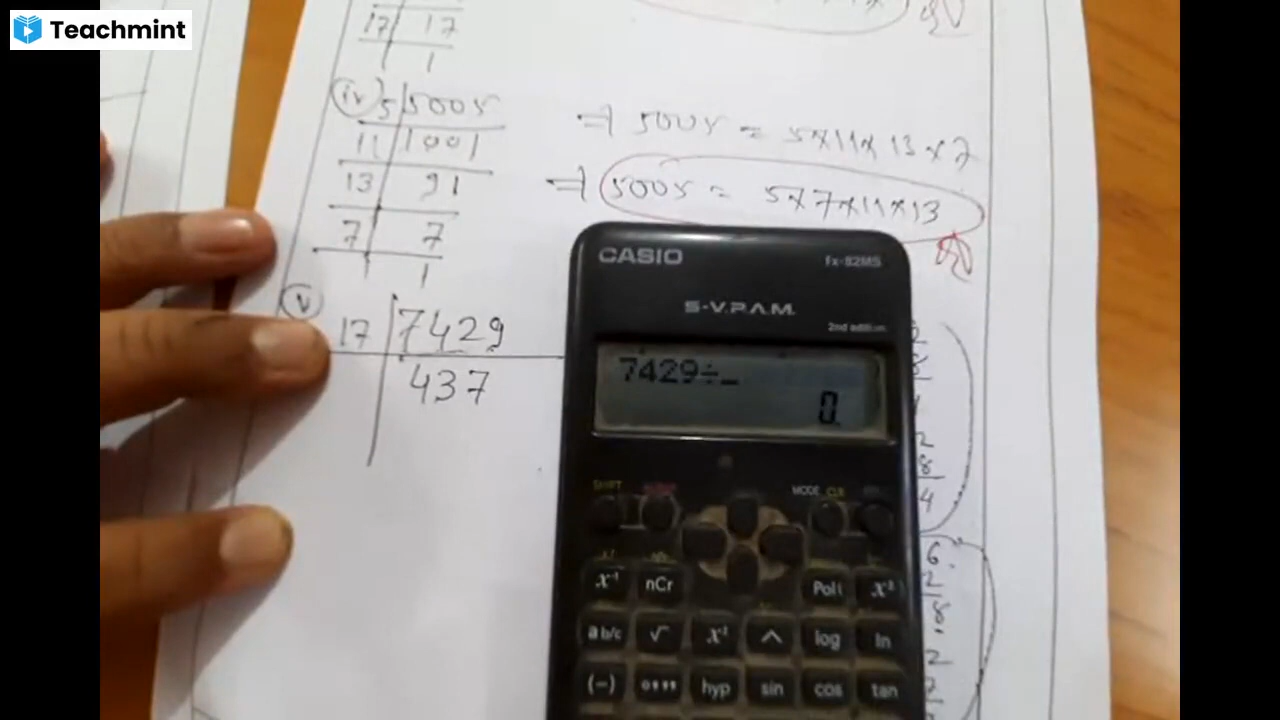 Teachmint
17 17
1
iv 5 5005
11 1001
13 91
7 7
1
⇒ 5005 = 5×11×13×7
⇒ 5005 = 5×7×11×13
v
17 7429
437
CASIO fx-82MS
S-V.P.A.M.
2nd edition
7429÷_
0.
SHIFT MODE CLR
x⁻¹ nCr Pol( x³
a b/c √ x² ^ log ln
(-) °'" hyp sin cos tan